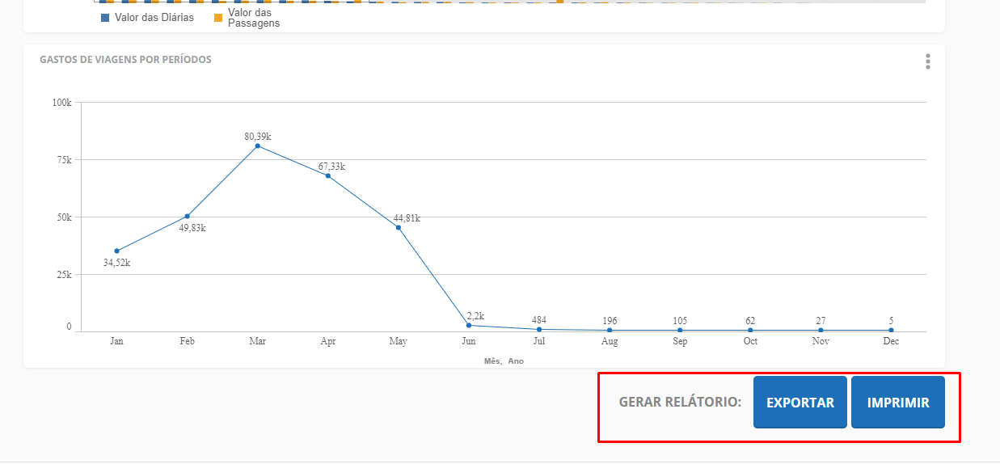 Valor das Diárias
Valor das
Passagens
GASTOS DE VIAGENS POR PERÍODOS
100k
75k
50k
25k
0
34,52k
49,83k
80,39k
67,33k
44,81k
2,2k
484
196
105
62
27
5
Jan Feb Mar Apr May Jun Jul Aug Sep Oct Nov Dec
Mês, Ano
GERAR RELÁTORIO: EXPORTAR IMPRIMIR